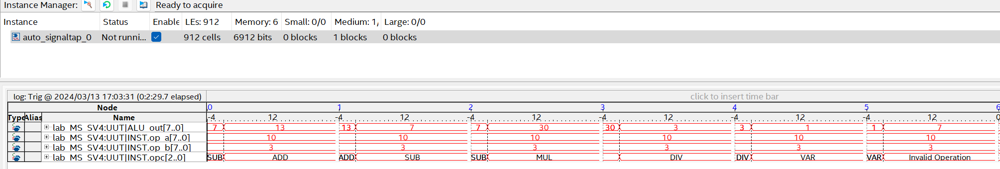 Instance Manager: Ready to acquire
Instance Status Enable LEs: 912 Memory: 6 Small: 0/0 Medium: 1/ Large: 0/0
auto_signaltap_0 Not runni... 912 cells 6912 bits 0 blocks 1 blocks 0 blocks
log: Trig @ 2024/03/13 17:03:31 (0:2:29.7 elapsed) click to insert time bar
Node 0 1 2 3 4 5 6
Type Alias Name -4 12 -4 12 -4 12 -4 12 -4 12 -4 12 0
lab_MS_SV4:UUT|ALU_out[7..0] 7 13 13 7 7 30 30 3 3 1 1 7
lab_MS_SV4:UUT|INST.op_a[7..0] 10 10 10 10 10 10
lab_MS_SV4:UUT|INST.op_b[7..0] 3 3 3 3 3 3
lab_MS_SV4:UUT|INST.opc[2..0] SUB ADD ADD SUB SUB MUL DIV DIV VAR VAR Invalid Operation